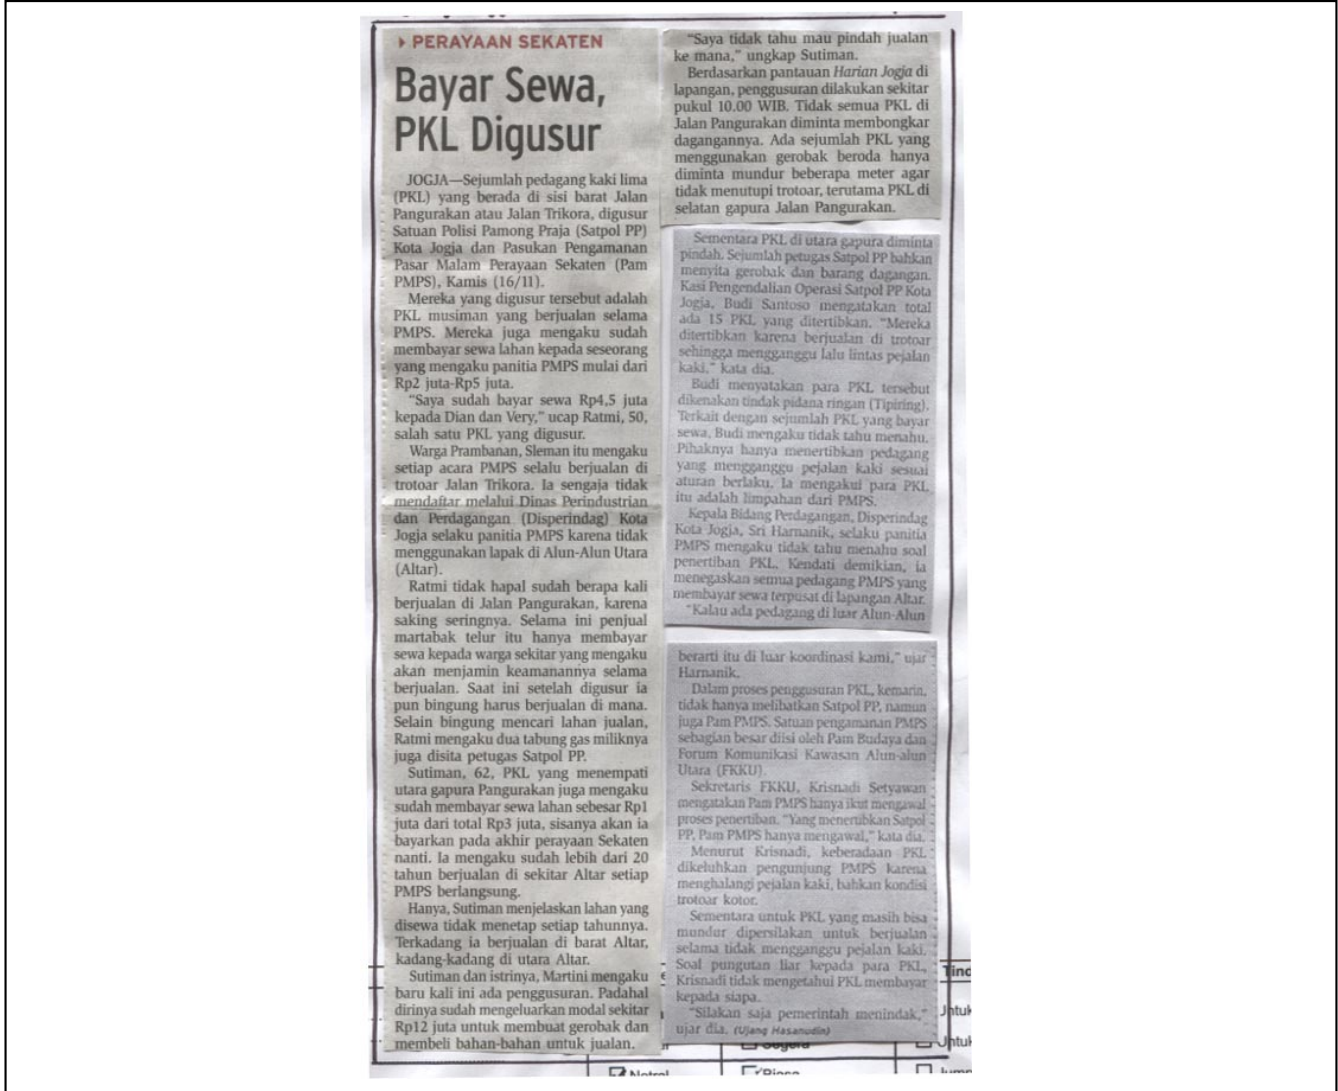 PERAYAAN SEKATEN
Bayar Sewa,
PKL Digusur
JOGJA—Sejumlah pedagang kaki lima
(PKL) yang berada di sisi barat Jalan
Pangurakan atau Jalan Trikora, digusur
Satuan Polisi Pamong Praja (Satpol PP)
Kota Jogja dan Pasukan Pengamanan
Pasar Malam Perayaan Sekaten (Pam
PMPS), Kamis (16/11).
Mereka yang digusur tersebut adalah
PKL musiman yang berjualan selama
PMPS. Mereka juga mengaku sudah
membayar sewa lahan kepada seseorang
yang mengaku panitia PMPS mulai dari
Rp2 juta-Rp5 juta.
“Saya sudah bayar sewa Rp4,5 juta
kepada Dian dan Very,” ucap Ratmi, 50,
salah satu PKL yang digusur.
Warga Prambanan, Sleman itu mengaku
setiap acara PMPS selalu berjualan di
trotoar Jalan Trikora. Ia sengaja tidak
mendaftar melalui Dinas Perindustrian
dan Perdagangan (Disperindag) Kota
Jogja selaku panitia PMPS karena tidak
menggunakan lapak di Alun-Alun Utara
(Altar).
Ratmi tidak hapal sudah berapa kali
berjualan di Jalan Pangurakan, karena
saking seringnya. Selama ini penjual
martabak telur itu hanya membayar
sewa kepada warga sekitar yang mengaku
akan menjamin keamanannya selama
berjualan. Saat ini setelah digusur ia
pun bingung harus berjualan di mana.
Selain bingung mencari lahan jualan,
Ratmi mengaku dua tabung gas miliknya
juga disita petugas Satpol PP.
Sutiman, 62, PKL yang menempati
utara gapura Pangurakan juga mengaku
sudah membayar sewa lahan sebesar Rp1
juta dari total Rp3 juta, sisanya akan ia
bayarkan pada akhir perayaan Sekaten
nanti. Ia mengaku sudah lebih dari 20
tahun berjualan di sekitar Altar setiap
PMPS berlangsung.
Hanya, Sutiman menjelaskan lahan yang
disewa tidak menetap setiap tahunnya.
Terkadang ia berjualan di barat Altar,
kadang-kadang di utara Altar.
Sutiman dan istrinya, Martini mengaku
baru kali ini ada penggusuran. Padahal
dirinya sudah mengeluarkan modal sekitar
Rp12 juta untuk membuat gerobak dan
membeli bahan-bahan untuk jualan.
“Saya tidak tahu mau pindah jualan
ke mana,” ungkap Sutiman.
Berdasarkan pantauan Harian Jogja di
lapangan, penggusuran dilakukan sekitar
pukul 10.00 WIB. Tidak semua PKL di
Jalan Pangurakan diminta membongkar
dagangannya. Ada sejumlah PKL yang
menggunakan gerobak beroda hanya
diminta mundur beberapa meter agar
tidak menutupi trotoar, terutama PKL di
selatan gapura Jalan Pangurakan.
Sementara PKL di utara gapura diminta
pindah. Sejumlah petugas Satpol PP bahkan
menyita gerobak dan barang dagangan.
Kasi Pengendalian Operasi Satpol PP Kota
Jogja, Budi Santoso mengatakan total
ada 15 PKL yang ditertibkan. “Mereka
ditertibkan karena berjualan di trotoar
sehingga mengganggu lalu lintas pejalan
kaki,” kata dia.
Budi menyatakan para PKL tersebut
dikenakan tindak pidana ringan (Tipiring).
Terkait dengan sejumlah PKL yang bayar
sewa, Budi mengaku tidak tahu menahu.
Pihaknya hanya menertibkan pedagang
yang mengganggu pejalan kaki sesuai
aturan berlaku. Ia mengakui para PKL
itu adalah limpahan dari PMPS.
Kepala Bidang Perdagangan, Disperindag
Kota Jogja, Sri Harnanik, selaku panitia
PMPS mengaku tidak tahu menahu soal
penertiban PKL. Kendati demikian, ia
menegaskan semua pedagang PMPS yang
membayar sewa terpusat di lapangan Altar.
“Kalau ada pedagang di luar Alun-Alun
berarti itu di luar koordinasi kami,” ujar
Harnanik.
Dalam proses penggusuran PKL, kemarin,
tidak hanya melibatkan Satpol PP, namun
juga Pam PMPS. Satuan pengamanan PMPS
sebagian besar diisi oleh Pam Budaya dan
Forum Komunikasi Kawasan Alun-alun
Utara (FKKU).
Sekretaris FKKU, Krisnadi Setyawan
mengatakan Pam PMPS hanya ikut mengawal
proses penertiban. “Yang menertibkan Satpol
PP, Pam PMPS hanya mengawal,” kata dia.
Menurut Krisnadi, keberadaan PKL
dikeluhkan pengunjung PMPS karena
menghalangi pejalan kaki, bahkan kondisi
trotoar kotor.
Sementara untuk PKL yang masih bisa
mundur dipersilakan untuk berjualan
selama tidak mengganggu pejalan kaki.
Soal pungutan liar kepada para PKL,
Krisnadi tidak mengetahui PKL membayar
kepada siapa.
“Silakan saja pemerintah menindak,”
ujar dia. (Ujang Hasanudin)